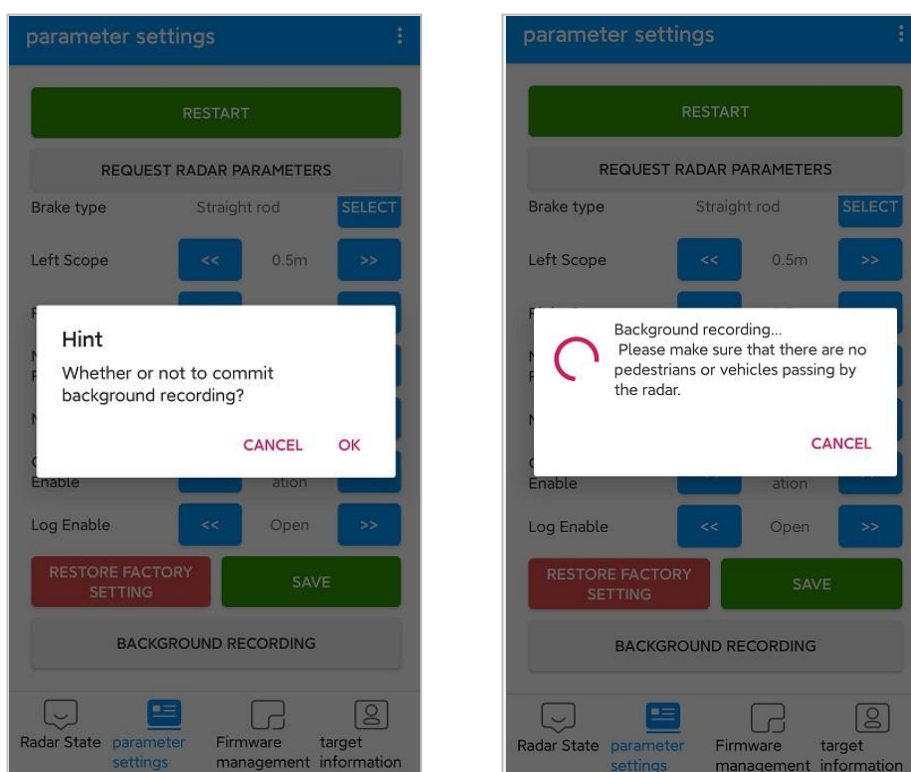 parameter settings
RESTART
REQUEST RADAR PARAMETERS
Brake type Straight rod SELECT
Left Scope << 0.5m >>
Hint
Whether or not to commit
background recording?
CANCEL OK
Enable ation
Log Enable << Open >>
RESTORE FACTORY
SETTING
SAVE
BACKGROUND RECORDING
Radar State
parameter
settings
Firmware
management
target
information
parameter settings
RESTART
REQUEST RADAR PARAMETERS
Brake type Straight rod SELECT
Left Scope << 0.5m >>
Background recording...
Please make sure that there are no
pedestrians or vehicles passing by
the radar.
CANCEL
Enable ation
Log Enable << Open >>
RESTORE FACTORY
SETTING
SAVE
BACKGROUND RECORDING
Radar State
parameter
settings
Firmware
management
target
information